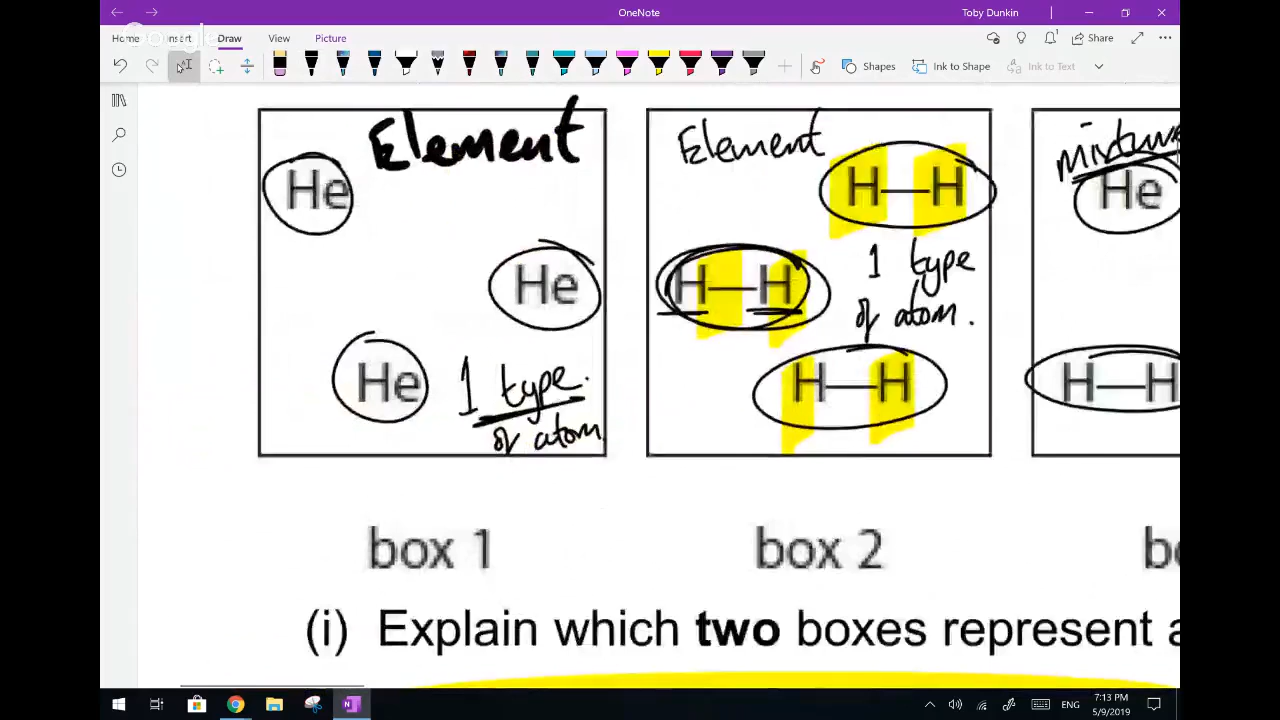 OneNote
Toby Dunkin
Home Insert Draw View Picture
Share
Shapes
Ink to Shape
Ink to Text
Element
He
He
He
1 type
of atom
Element
H—H
H—H
1 type
of atom.
H—H
mixture
He
H—H
box 1
box 2
bo
(i) Explain which two boxes represent a
ENG
7:13 PM
5/9/2019